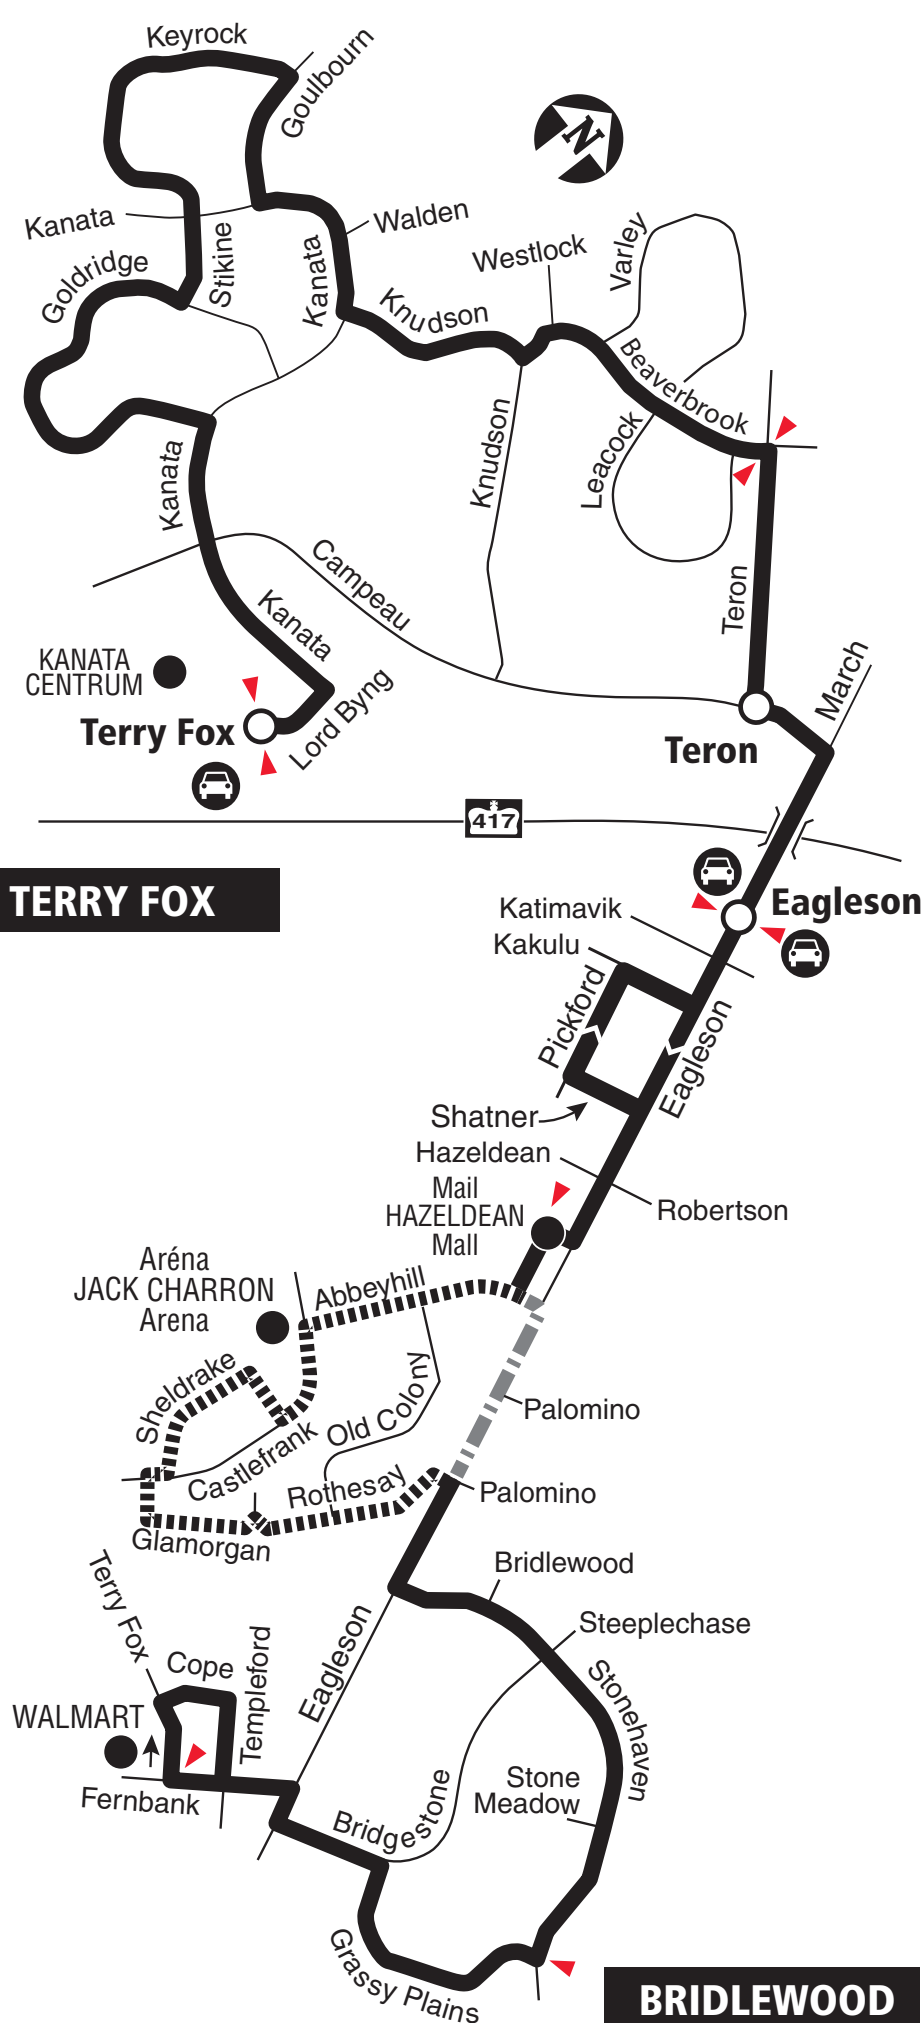 Keyrock
Goulbourn
N
Kanata
Walden
Stikine
Kanata
Goldridge
Westlock
Varley
Knudson
Beaverbrook
Leacock
Knudson
Kanata
Campeau
Teron
Kanata
KANATA
CENTRUM
March
Lord Byng
Terry Fox
Teron
417
TERRY FOX
Eagleson
Katimavik
Kakulu
Pickford
Eagleson
Shatner
Hazeldean
Mail
HAZELDEAN
Mall
Robertson
Aréna
JACK CHARRON
Arena
Abbeyhill
Sheldrake
Old Colony
Palomino
Castlefrank
Rothesay
Palomino
Glamorgan
Bridlewood
Terry Fox
Steeplechase
Cope
Templeford
Eagleson
Stonehaven
WALMART
Fernbank
Stone
Meadow
Bridgestone
Grassy Plains
BRIDLEWOOD